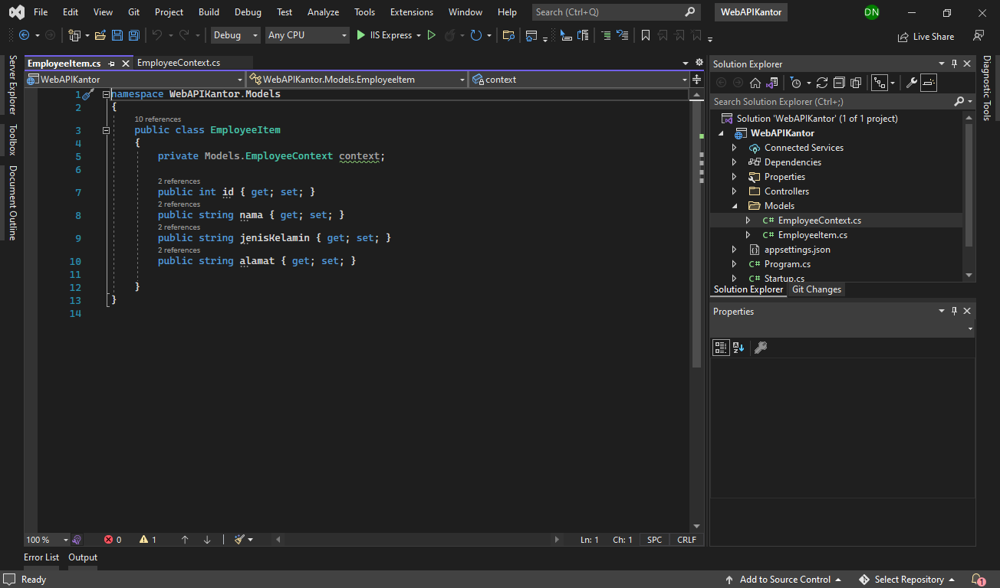 File Edit View Git Project Build Debug Test Analyze Tools Extensions Window Help Search (Ctrl+Q) WebAPIKantor DN
Debug Any CPU IIS Express Live Share
Server Explorer
Toolbox
Document Outline
EmployeeItem.cs EmployeeContext.cs
WebAPIKantor WebAPIKantor.Models.EmployeeItem context
1 namespace WebAPIKantor.Models
2 {
10 references
3 public class EmployeeItem
4 {
5 private Models.EmployeeContext context;
6
2 references
7 public int id { get; set; }
2 references
8 public string nama { get; set; }
2 references
9 public string jenisKelamin { get; set; }
2 references
10 public string alamat { get; set; }
11
12 }
13 }
14
100 % 0 1 Ln: 1 Ch: 1 SPC CRLF
Solution Explorer
Search Solution Explorer (Ctrl+;)
Solution 'WebAPIKantor' (1 of 1 project)
WebAPIKantor
Connected Services
Dependencies
Properties
Controllers
Models
C# EmployeeContext.cs
C# EmployeeItem.cs
appsettings.json
C# Program.cs
C# Startup.cs
Solution Explorer Git Changes
Properties
Diagnostic Tools
Error List Output
Ready Add to Source Control Select Repository 1